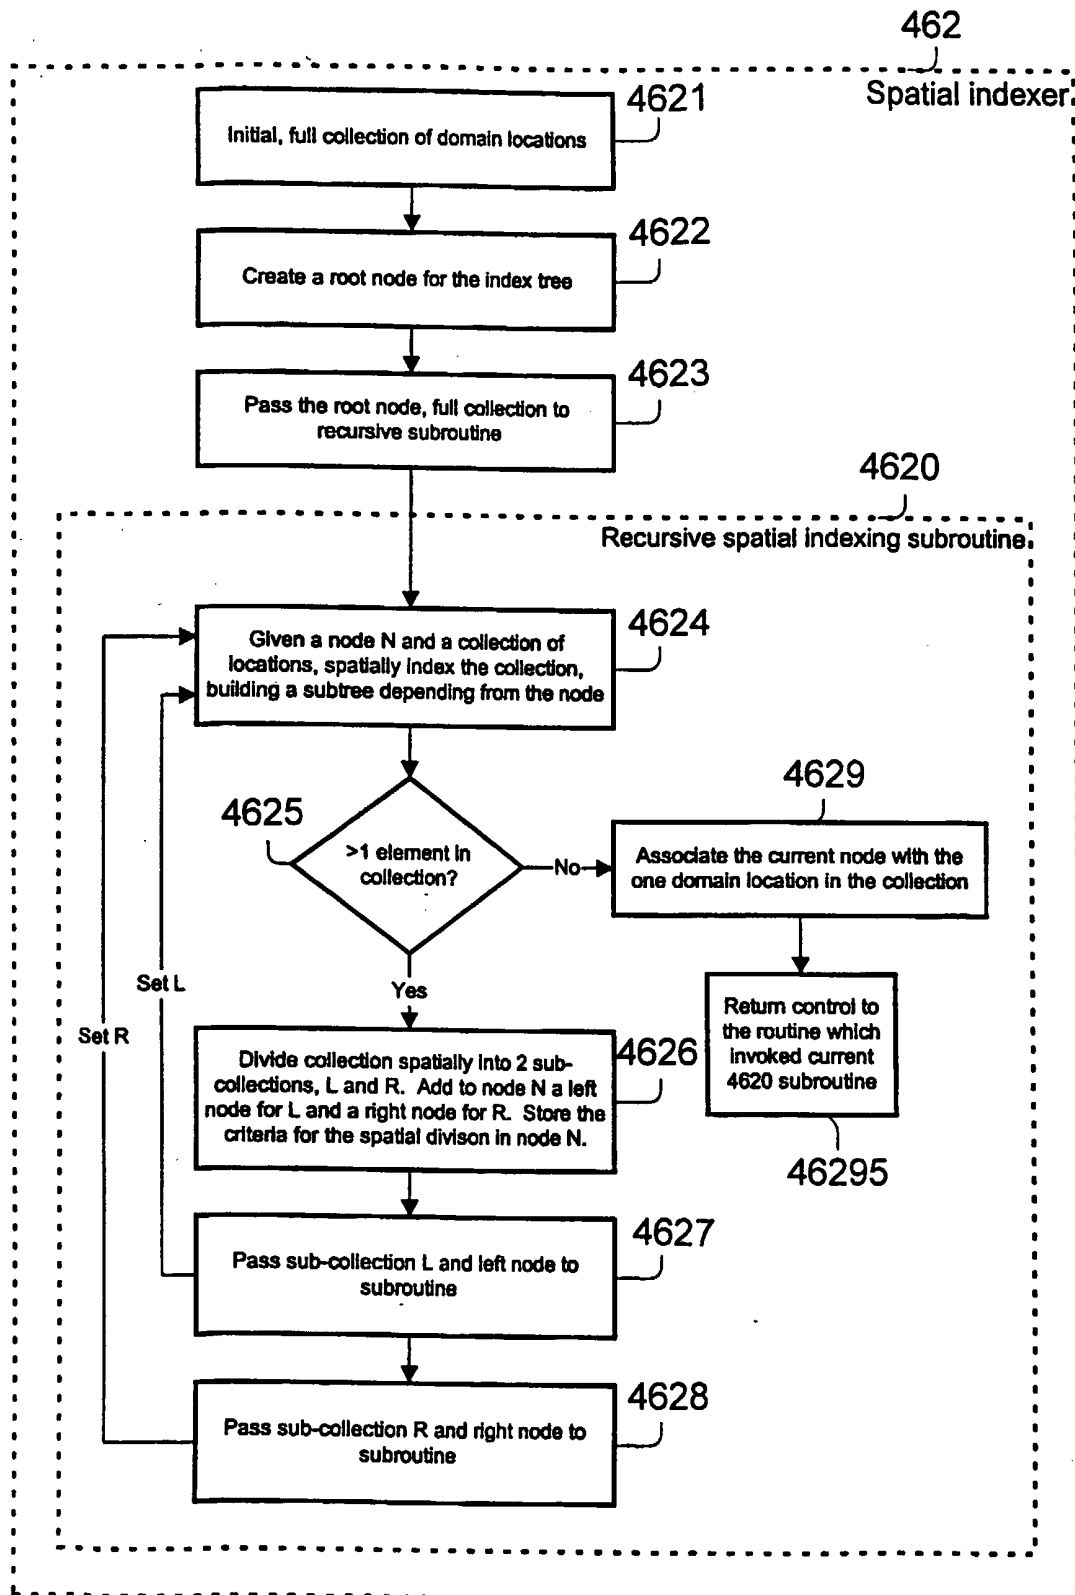 462
Spatial indexer
4621
Initial, full collection of domain locations
4622
Create a root node for the index tree
4623
Pass the root node, full collection to
recursive subroutine
4620
Recursive spatial indexing subroutine
4624
Given a node N and a collection of
locations, spatially index the collection,
building a subtree depending from the node
4625
>1 element in
collection?
No
4629
Associate the current node with the
one domain location in the collection
Yes
Set L
Set R
Return control to
the routine which
invoked current
4620 subroutine
46295
4626
Divide collection spatially into 2 sub-
collections, L and R. Add to node N a left
node for L and a right node for R. Store the
criteria for the spatial divison in node N.
4627
Pass sub-collection L and left node to
subroutine
4628
Pass sub-collection R and right node to
subroutine